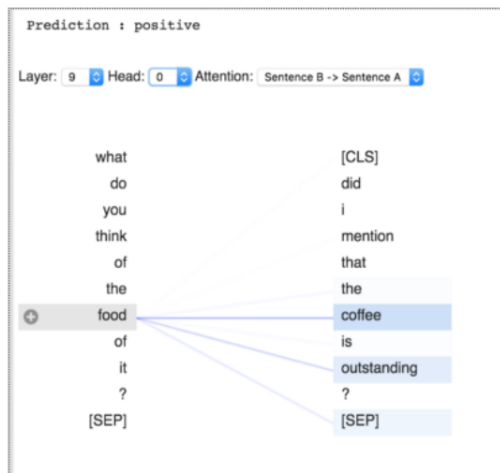 Prediction : positive
Layer: 9 Head: 0 Attention: Sentence B -> Sentence A
what [CLS]
do did
you i
think mention
of that
the the
food coffee
of is
it outstanding
? ?
[SEP] [SEP]